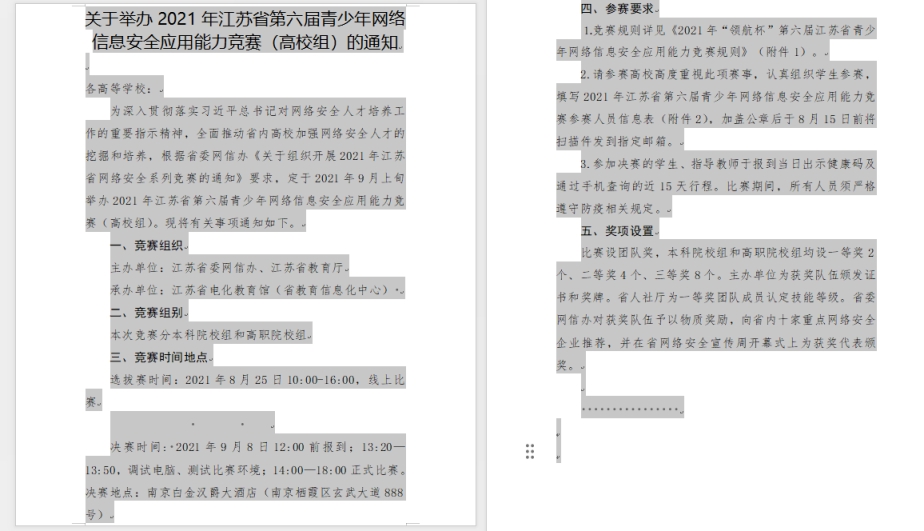 关于举办 2021 年江苏省第六届青少年网络
信息安全应用能力竞赛（高校组）的通知
各高等学校：
为深入贯彻落实习近平总书记对网络安全人才培养工
作的重要指示精神，全面推动省内高校加强网络安全人才的
挖掘和培养，根据省委网信办《关于组织开展 2021 年江苏
省网络安全系列竞赛的通知》要求，定于 2021 年 9 月上旬
举办 2021 年江苏省第六届青少年网络信息安全应用能力竞
赛（高校组）。现将有关事项通知如下。
一、竞赛组织
主办单位：江苏省委网信办、江苏省教育厅
承办单位：江苏省电化教育馆（省教育信息化中心）
二、竞赛组别
本次竞赛分本科院校组和高职院校组。
三、竞赛时间地点
选拔赛时间：2021 年 8 月 25 日 10:00-16:00，线上比
赛。
决赛时间：2021 年 9 月 8 日 12:00 前报到；13:20—
13:50，调试电脑、测试比赛环境；14:00—18:00 正式比赛。
决赛地点：南京白金汉爵大酒店（南京栖霞区玄武大道 888
号）
四、参赛要求
1.竞赛规则详见《2021 年“领航杯”第六届江苏省青少
年网络信息安全应用能力竞赛规则》（附件 1）。
2.请参赛高校高度重视此项赛事，认真组织学生参赛，
填写 2021 年江苏省第六届青少年网络信息安全应用能力竞
赛参赛人员信息表（附件 2），加盖公章后于 8 月 15 日前将
扫描件发到指定邮箱。
3.参加决赛的学生、指导教师于报到当日出示健康码及
通过手机查询的近 15 天行程。比赛期间，所有人员须严格
遵守防疫相关规定。
五、奖项设置
比赛设团队奖，本科院校组和高职院校组均设一等奖 2
个、二等奖 4 个、三等奖 8 个。主办单位为获奖队伍颁发证
书和奖牌。省人社厅为一等奖团队成员认定技能等级。省委
网信办对获奖队伍予以物质奖励，向省内十家重点网络安全
企业推荐，并在省网络安全宣传周开幕式上为获奖代表颁
奖。